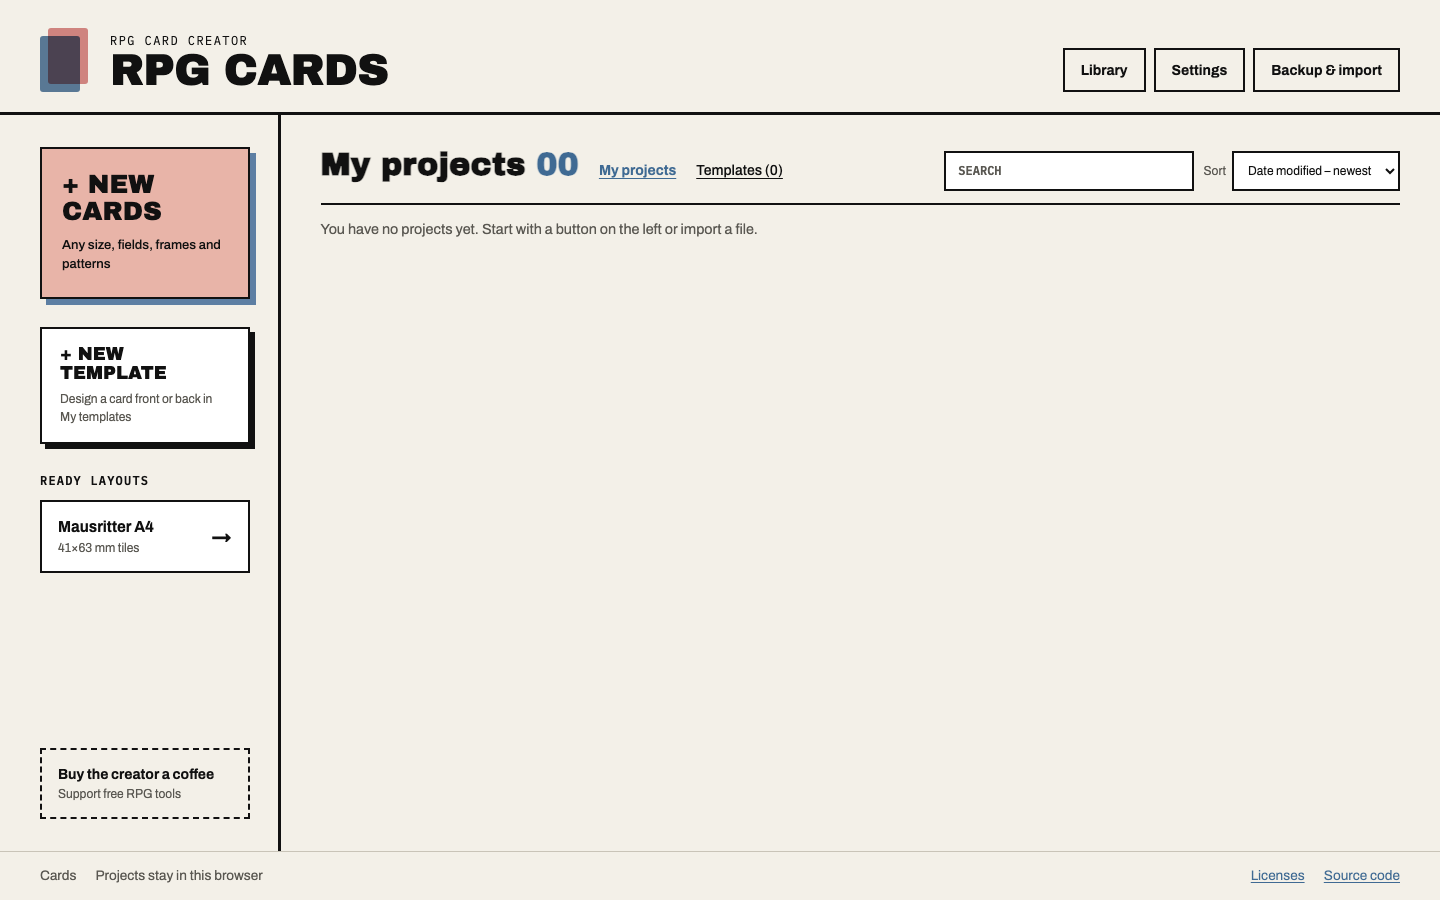 RPG CARD CREATOR
RPG CARDS
Library
Settings
Backup & import
+ NEW
CARDS
Any size, fields, frames and
patterns
+ NEW
TEMPLATE
Design a card front or back in
My templates
READY LAYOUTS
Mausritter A4
41×63 mm tiles
→
Buy the creator a coffee
Support free RPG tools
My projects 00
My projects
Templates (0)
SEARCH
Sort
Date modified – newest
You have no projects yet. Start with a button on the left or import a file.
Cards
Projects stay in this browser
Licenses
Source code